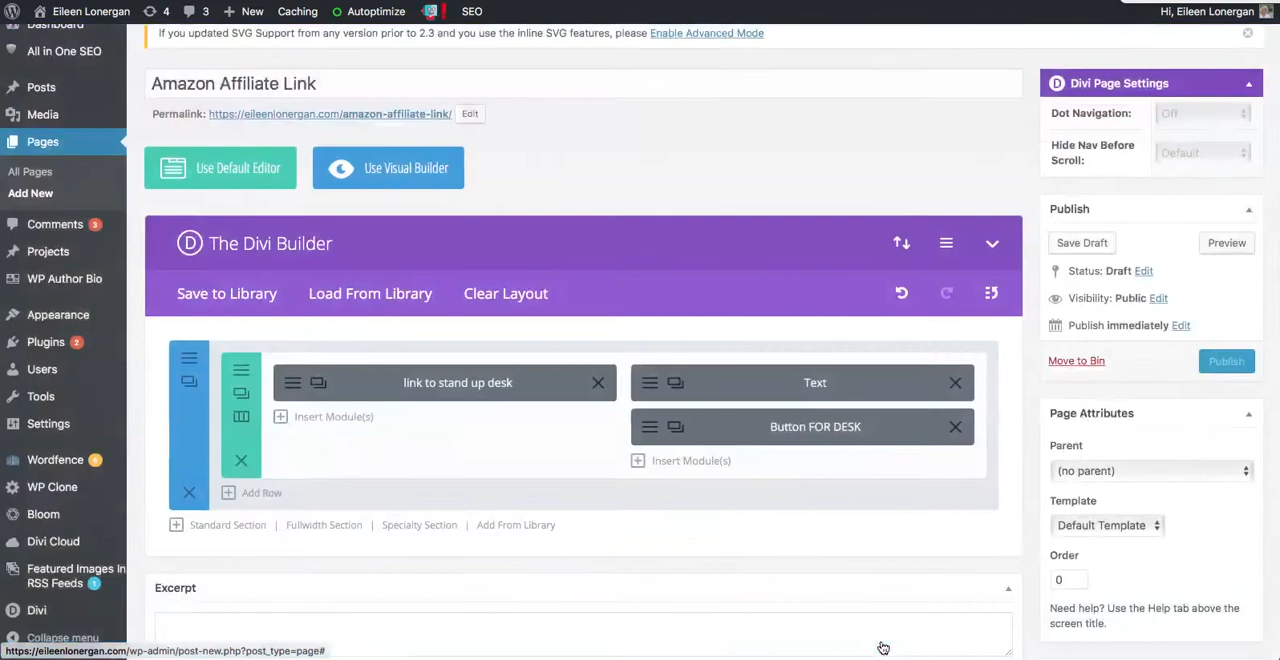 Eileen Lonergan 4 3 New Caching Autoptimize SEO Hi, Eileen Lonergan
Dashboard
All in One SEO
Posts
Media
Pages
All Pages
Add New
Comments 3
Projects
WP Author Bio
Appearance
Plugins 2
Users
Tools
Settings
Wordfence 6
WP Clone
Bloom
Divi Cloud
Featured Images in
RSS Feeds 1
Divi
Collapse menu
https://eileenlonergan.com/wp-admin/post-new.php?post_type=page#
If you updated SVG Support from any version prior to 2.3 and you use the inline SVG features, please Enable Advanced Mode
Amazon Affiliate Link
Permalink: https://eileenlonergan.com/amazon-affiliate-link/ Edit
Use Default Editor Use Visual Builder
D The Divi Builder
Save to Library Load From Library Clear Layout
link to stand up desk Text
Insert Module(s) Button FOR DESK
Insert Module(s)
Add Row
Standard Section | Fullwidth Section | Specialty Section | Add From Library
Excerpt
D Divi Page Settings
Dot Navigation: Off
Hide Nav Before
Scroll: Default
Publish
Save Draft Preview
Status: Draft Edit
Visibility: Public Edit
Publish immediately Edit
Move to Bin Publish
Page Attributes
Parent
(no parent)
Template
Default Template
Order
0
Need help? Use the Help tab above the
screen title.